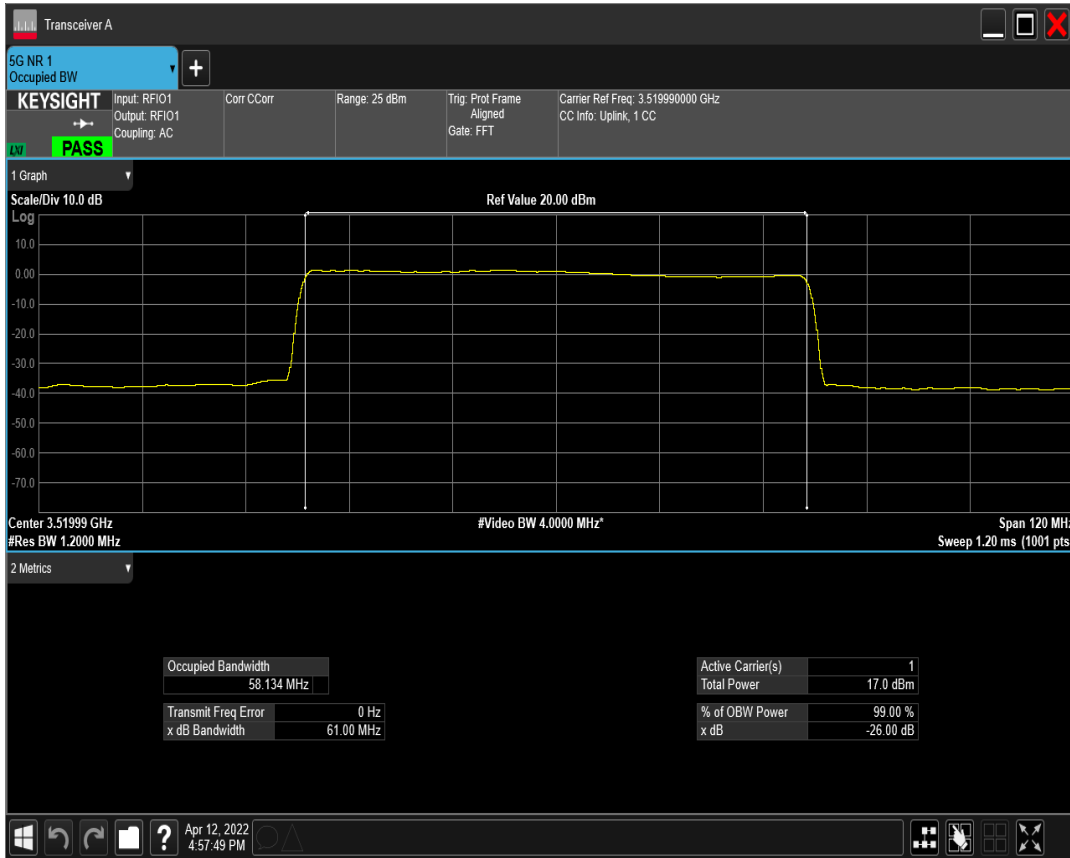 Transceiver A
5G NR 1
Occupied BW
KEYSIGHT
LXI
PASS
Input: RFIO1
Output: RFIO1
Coupling: AC
Corr CCorr
Range: 25 dBm
Trig: Prot Frame
Aligned
Gate: FFT
Carrier Ref Freq: 3.519990000 GHz
CC Info: Uplink, 1 CC
1 Graph
Scale/Div 10.0 dB
Ref Value 20.00 dBm
Log
10.0
0.00
-10.0
-20.0
-30.0
-40.0
-50.0
-60.0
-70.0
Center 3.51999 GHz
#Video BW 4.0000 MHz*
Span 120 MHz
#Res BW 1.2000 MHz
Sweep 1.20 ms (1001 pts
2 Metrics
Occupied Bandwidth
58.134 MHz
Transmit Freq Error 0 Hz
x dB Bandwidth 61.00 MHz
Active Carrier(s) 1
Total Power 17.0 dBm
% of OBW Power 99.00 %
x dB -26.00 dB
?
Apr 12, 2022
4:57:49 PM